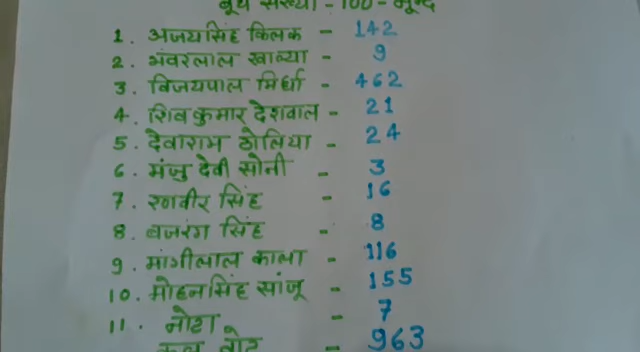 बूथ संख्या - 100 - मून्द
1. अजयसिंह किलक - 142
2. भंवरलाल खाव्या - 9
3. विजयपाल मिर्धा - 462
4. शिवकुमार देशवाल - 21
5. देवाराम ठोलिया - 24
6. मंजु देवी सोनी - 3
7. रणवीर सिंह - 16
8. बजरंग सिंह - 8
9. मांगीलाल काला - 116
10. मोहनसिंह सांजू - 155
11. नोटा - 7
कुल वोट - 963